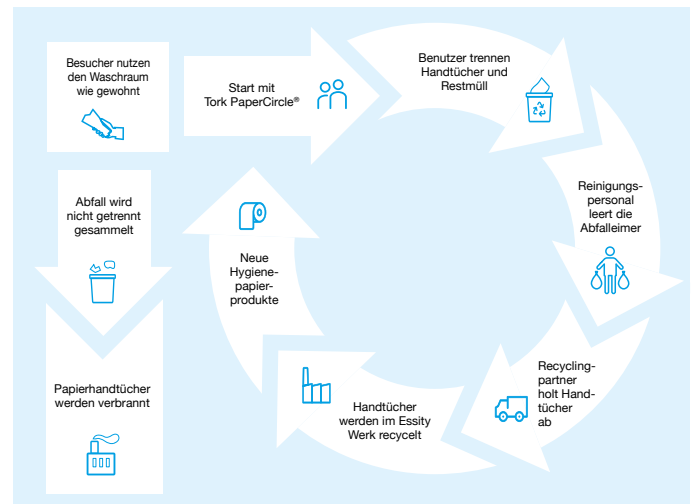 Besucher nutzen
den Waschraum
wie gewohnt
Abfall wird
nicht getrennt
gesammelt
Papierhandtücher
werden verbrannt
Start mit
Tork PaperCircle®
Benutzer trennen
Handtücher und
Restmüll
Reinigungs-
personal
leert die
Abfalleimer
Recycling-
partner
holt Hand-
tücher
ab
Handtücher
werden im Essity
Werk recycelt
Neue
Hygiene-
papier-
produkte